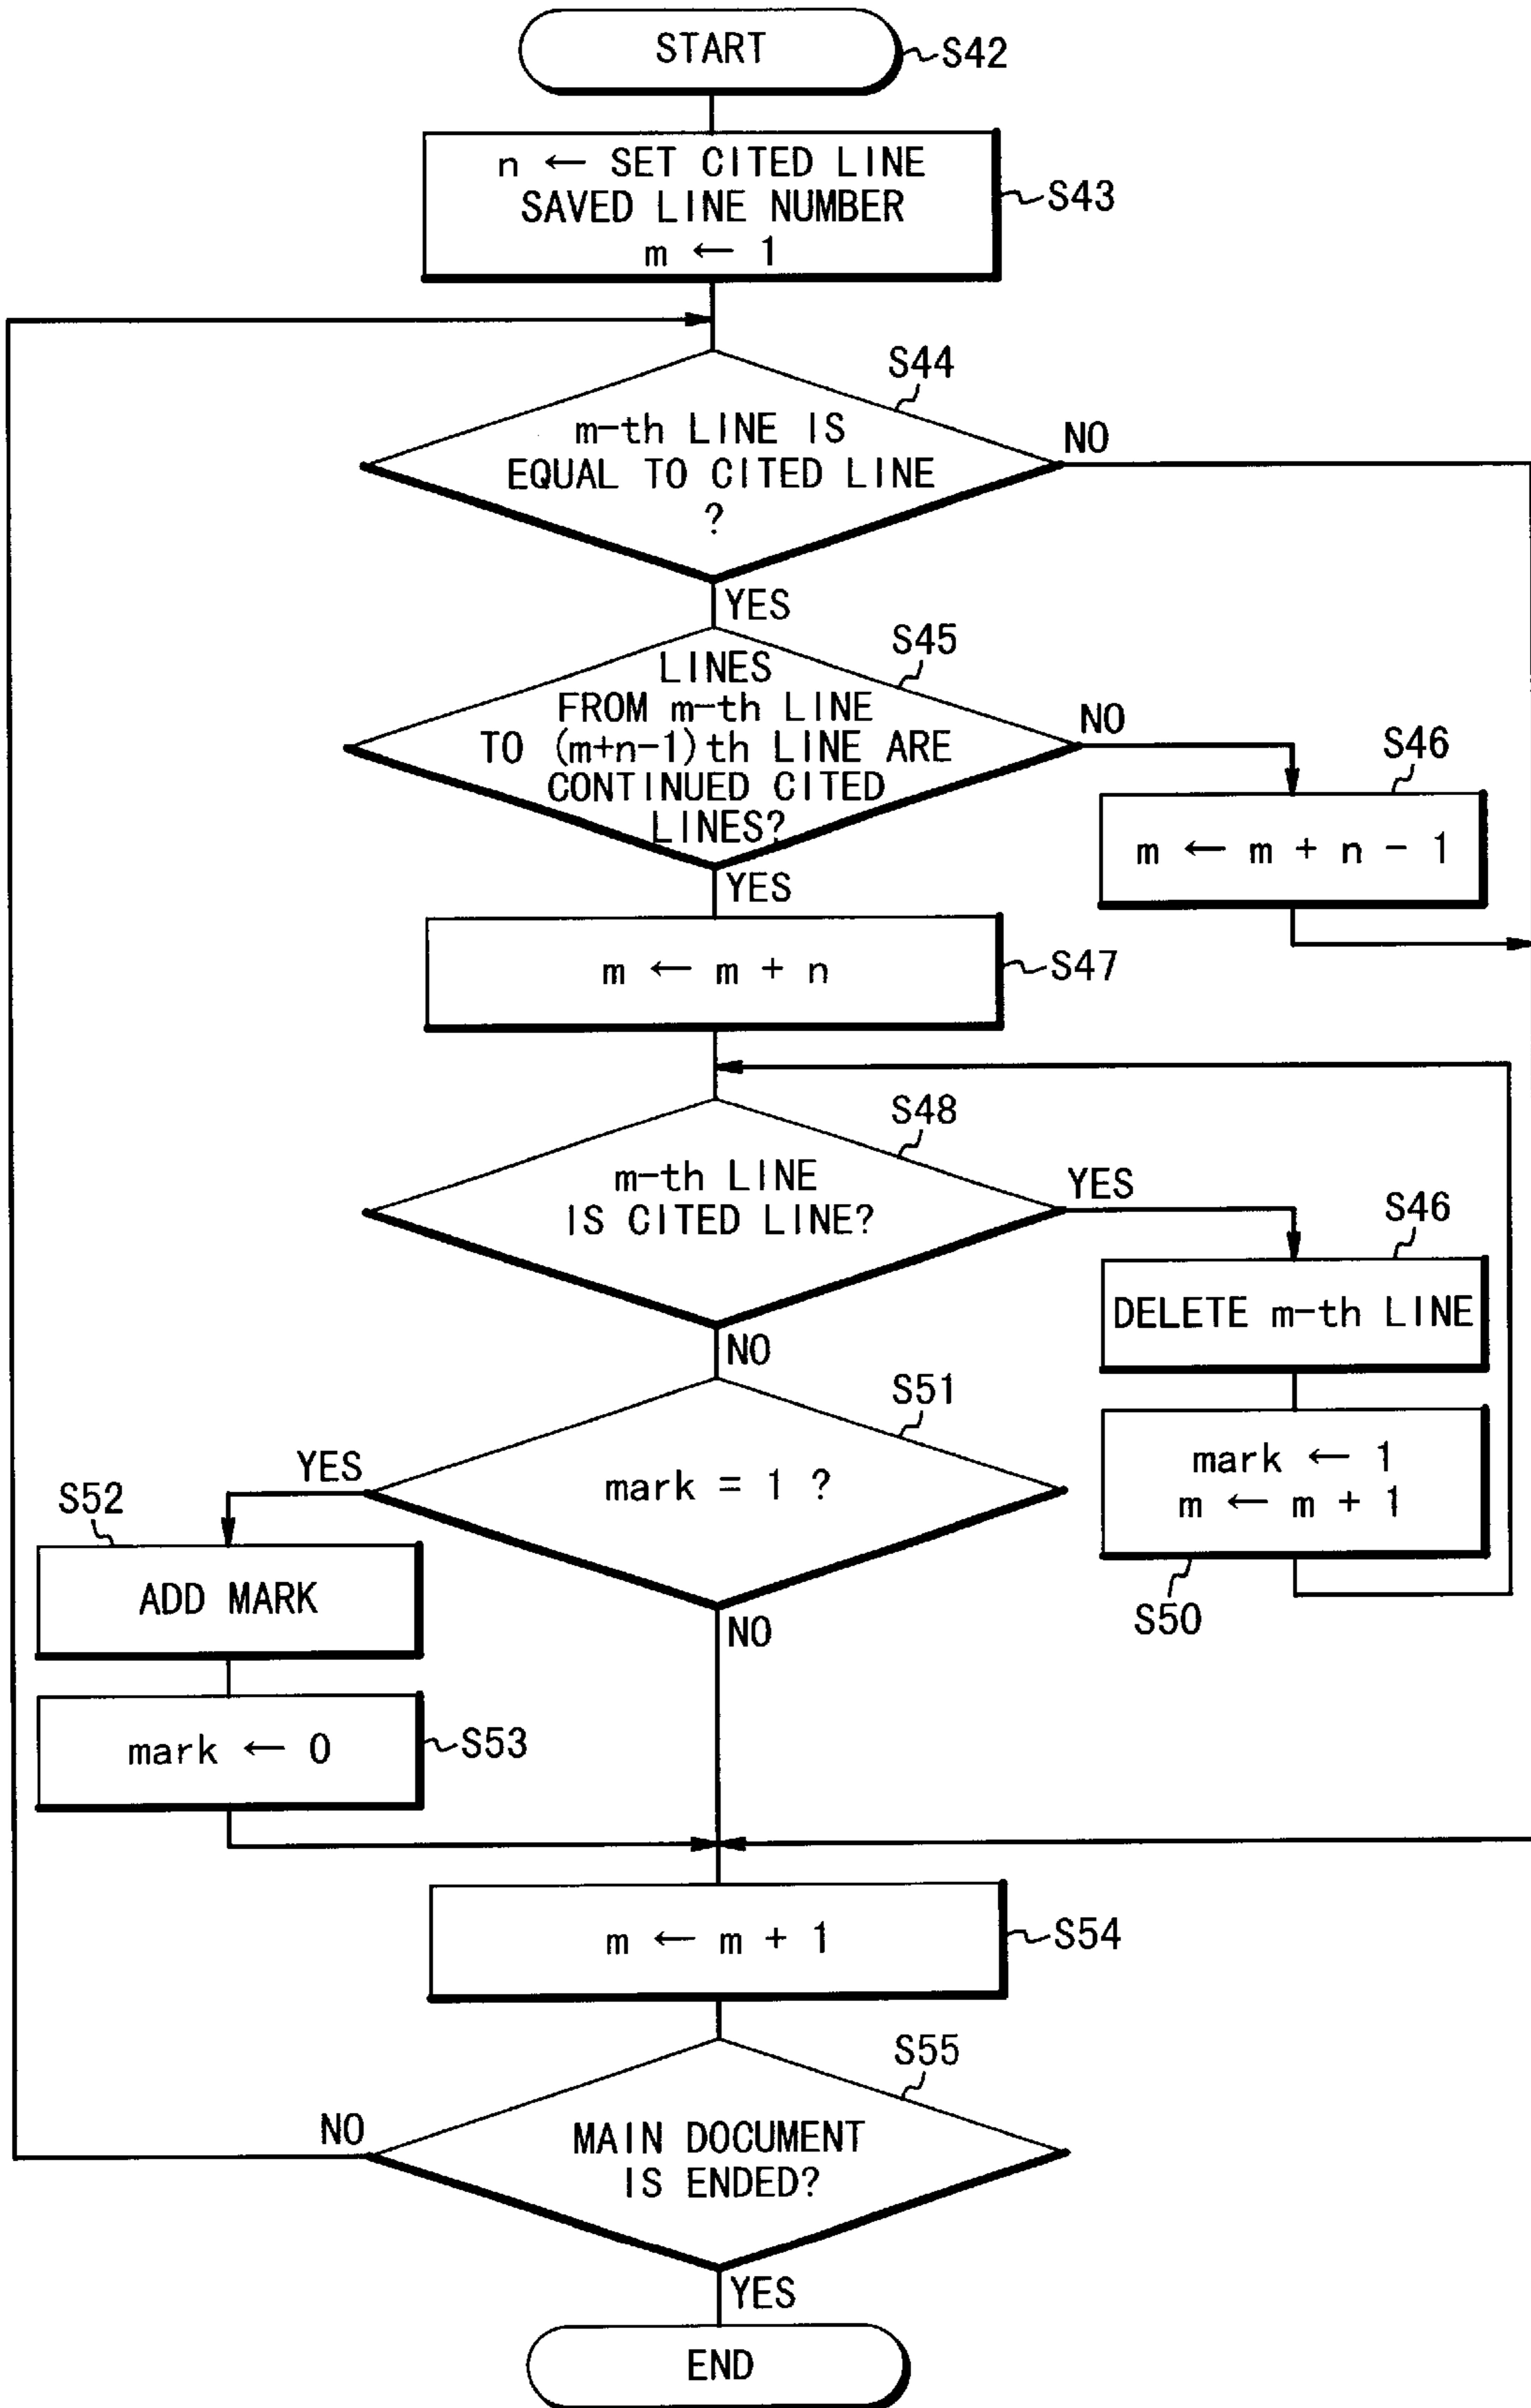 START
S42
n ← SET CITED LINE
SAVED LINE NUMBER
m ← 1
S43
S44
m-th LINE IS
EQUAL TO CITED LINE
?
NO
YES
S45
LINES
FROM m-th LINE
TO (m+n-1)th LINE ARE
CONTINUED CITED
LINES?
NO
S46
m ← m + n - 1
YES
m ← m + n
S47
S48
m-th LINE
IS CITED LINE?
YES
S46
DELETE m-th LINE
NO
S51
mark = 1 ?
YES
mark ← 1
m ← m + 1
S50
S52
ADD MARK
NO
mark ← 0
S53
m ← m + 1
S54
S55
MAIN DOCUMENT
IS ENDED?
NO
YES
END